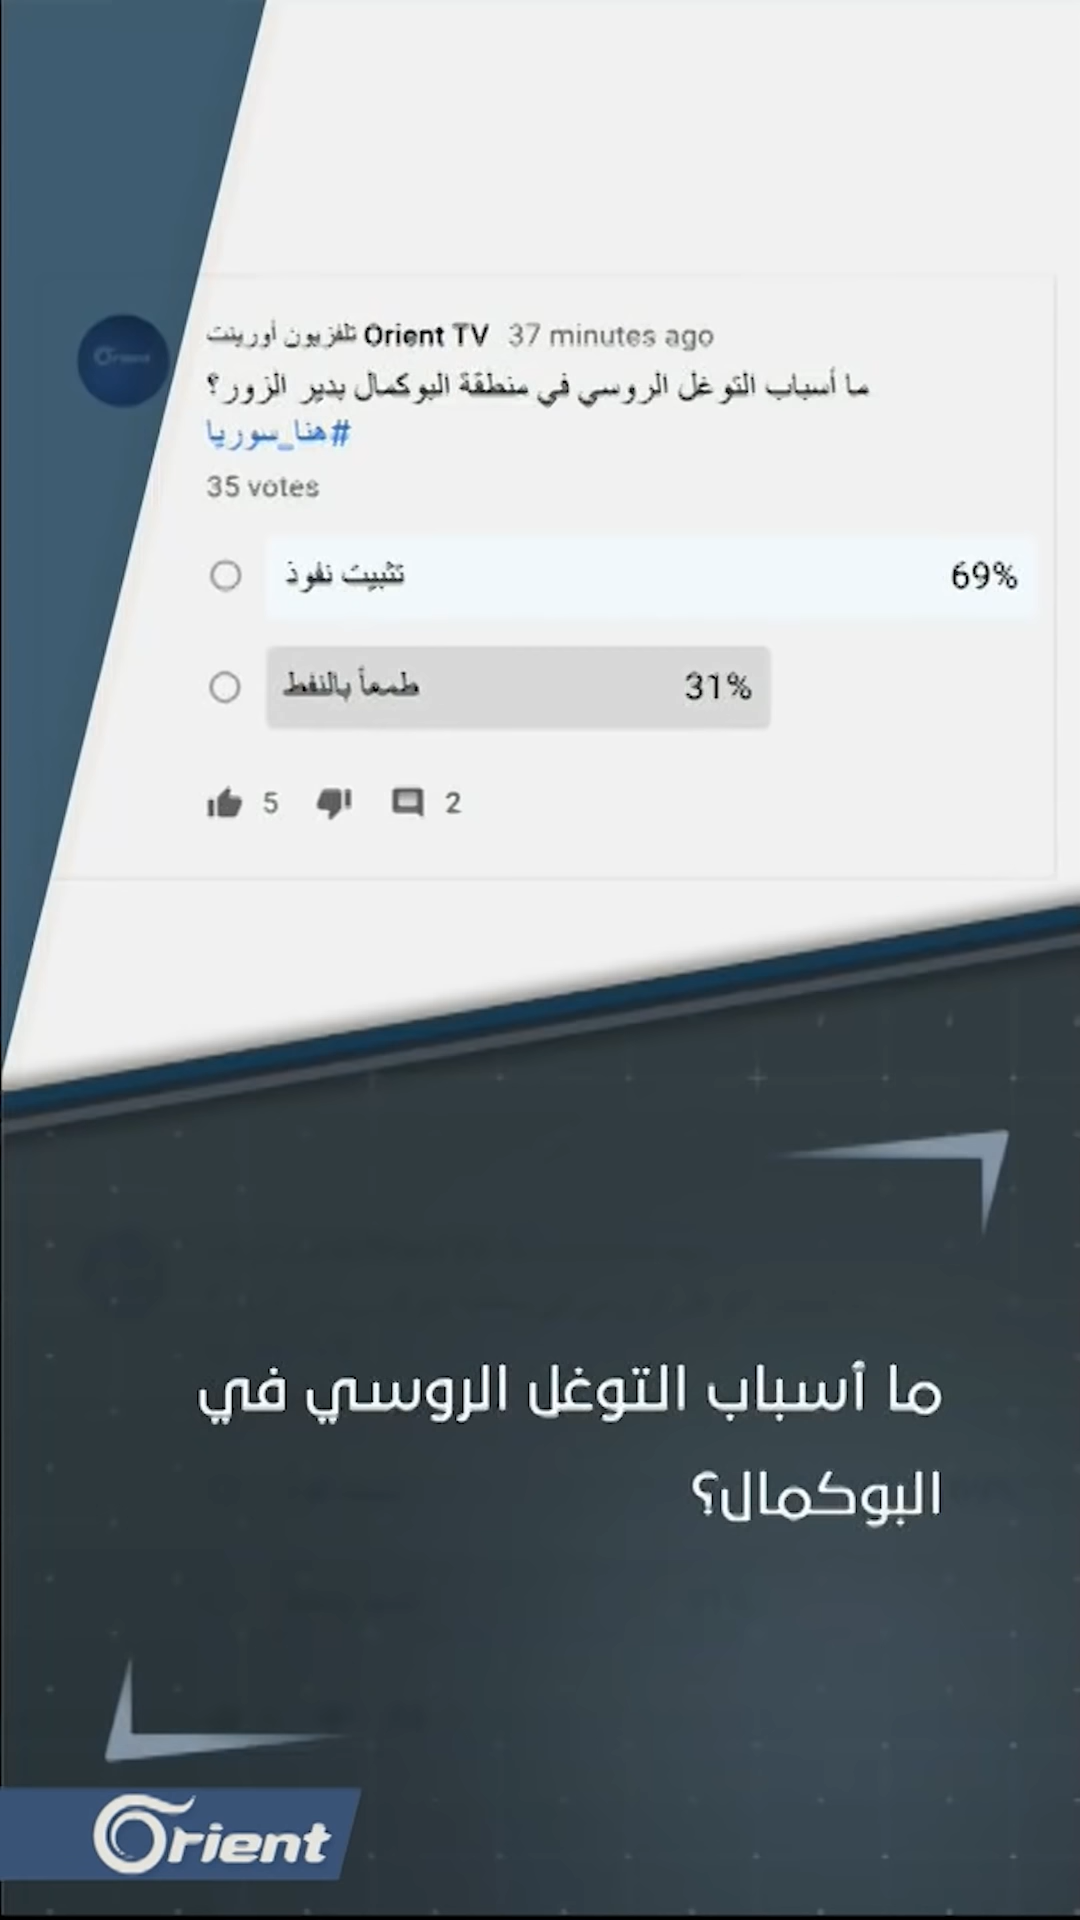 تلفزيون أورينت Orient TV 37 minutes ago
ما أسباب التوغل الروسي في منطقة البوكمال بدير الزور؟
#هنا_سوريا
35 votes
تثبيت نفوذ 69%
طمعاً بالنفط 31%
5 2
ما أسباب التوغل الروسي في
البوكمال؟
Orient